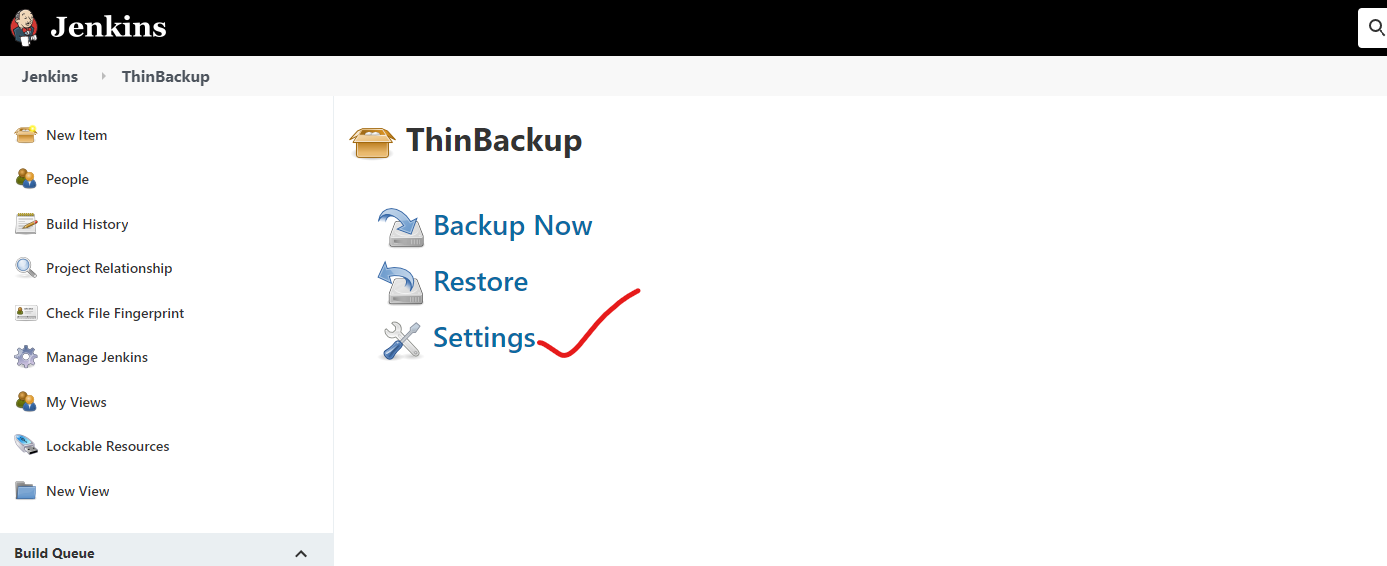 Jenkins
Jenkins ThinBackup
New Item
People
Build History
Project Relationship
Check File Fingerprint
Manage Jenkins
My Views
Lockable Resources
New View
Build Queue
ThinBackup
Backup Now
Restore
Settings